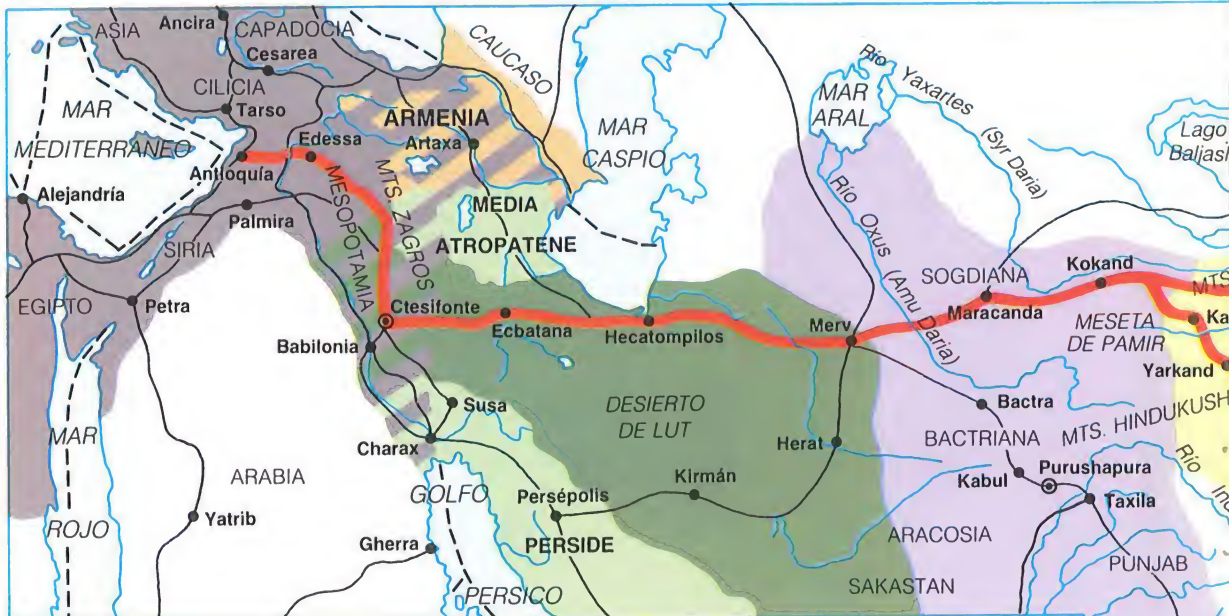 ASIA
Ancira
CAPADOCIA
Cesarea
CILICIA
Tarso
MAR
MEDITERRÁNEO
Antioquía
Edessa
Alejandría
Palmira
SIRIA
EGIPTO
Petra
MAR
ROJO
ARABIA
Yatrib
MESOPOTAMIA
MTS. ZAGROS
ARMENIA
Artaxa
CAUCASO
MAR
CASPIO
MEDIA
ATROPATENE
Ctesifonte
Ecbatana
Babilonia
Susa
Charax
GOLFO
PERSICO
Gherra
Persépolis
PERSIDE
Kirmán
DESIERTO
DE LUT
Hecatompilos
Merv
Herat
MAR
ARAL
Río Yaxartes (Syr Daria)
Río Oxus (Amu Daria)
Lago
SOGDIANA
Maracanda
Kokand
MTS
Ka
MESETA
DE PAMIR
Yarkand
Bactra
BACTRIANA
MTS. HINDUKUSH
Kabul
Purushapura
Taxila
Río
ARACOSIA
SAKASTAN
PUNJAB